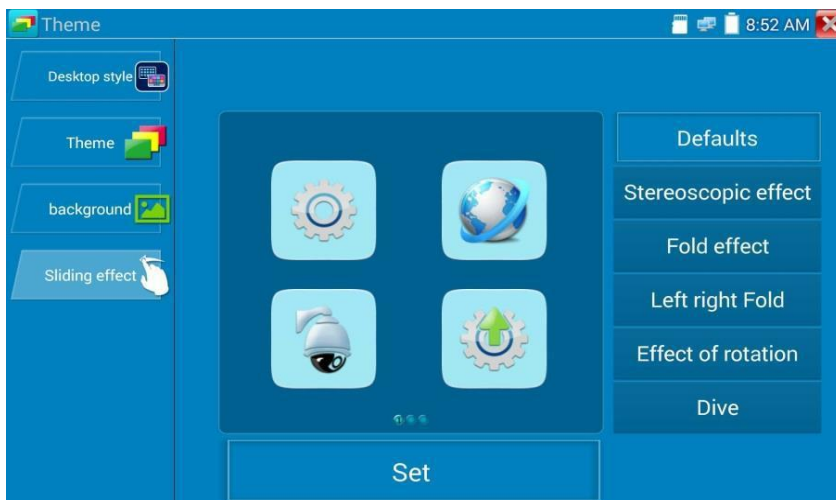 Theme
8:52 AM
Desktop style
Theme
background
Sliding effect
Defaults
Stereoscopic effect
Fold effect
Left right Fold
Effect of rotation
Dive
Set